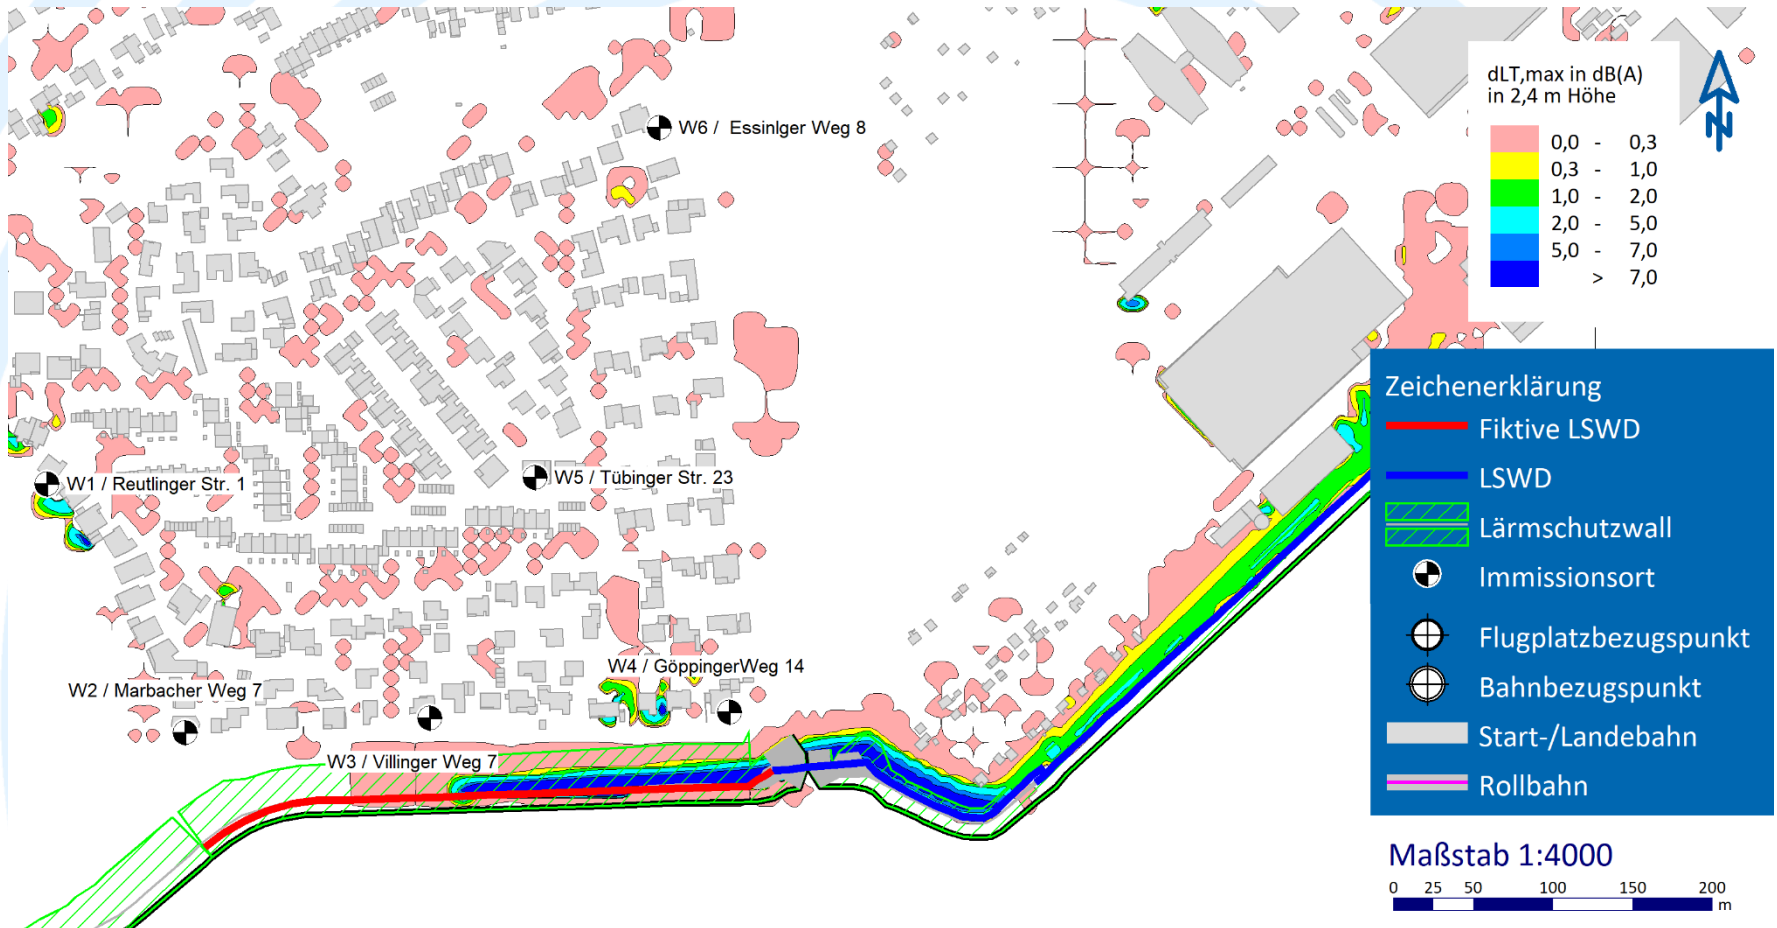 dLT,max in dB(A)
in 2,4 m Höhe
0,0 - 0,3
0,3 - 1,0
1,0 - 2,0
2,0 - 5,0
5,0 - 7,0
> 7,0
N
W6 / Essinlger Weg 8
W1 / Reutlinger Str. 1
W5 / Tübinger Str. 23
W4 / GöppingerWeg 14
W2 / Marbacher Weg 7
W3 / Villinger Weg 7
Zeichenerklärung
Fiktive LSWD
LSWD
Lärmschutzwall
Immissionsort
Flugplatzbezugspunkt
Bahnbezugspunkt
Start-/Landebahn
Rollbahn
Maßstab 1:4000
0 25 50 100 150 200
m